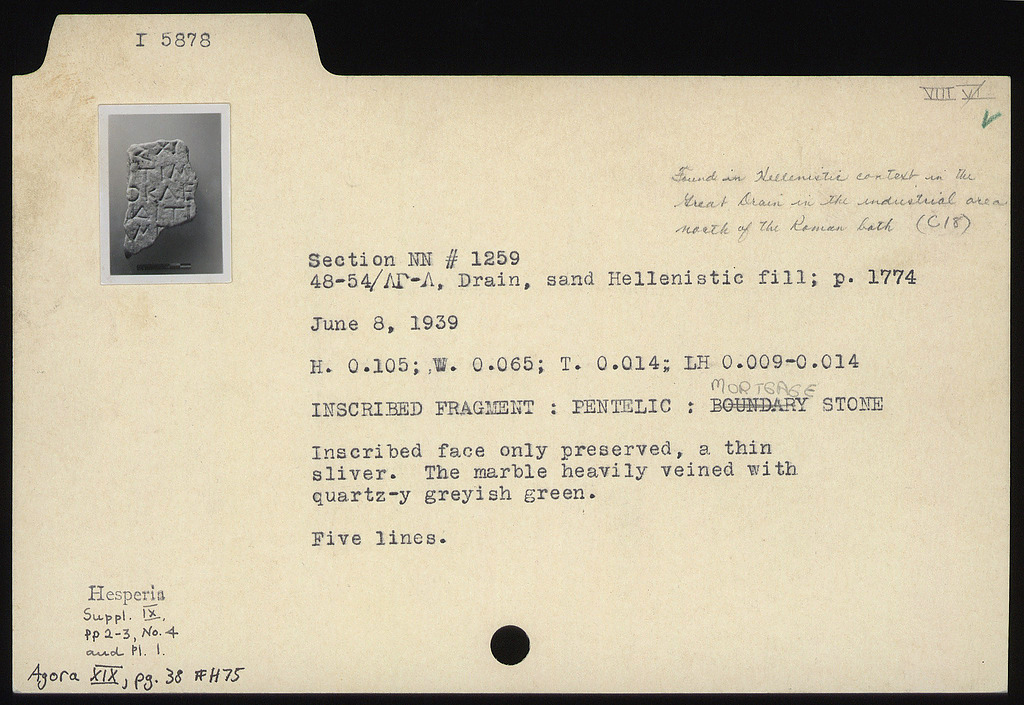 I 5878
VIII VI
Found in Hellenistic context in the
Great Drain in the industrial area
north of the Roman bath (C18)
Section NN # 1259
48-54/ΛΓ-Λ, Drain, sand Hellenistic fill; p. 1774
June 8, 1939
H. 0.105; W. 0.065; T. 0.014; LH 0.009-0.014
MORTGAGE
INSCRIBED FRAGMENT : PENTELIC : BOUNDARY STONE
Inscribed face only preserved, a thin
sliver. The marble heavily veined with
quartz-y greyish green.
Five lines.
Hesperia
Suppl. IX,
pp 2-3, No. 4
and Pl. 1.
Agora XIX, pg. 38 #H75